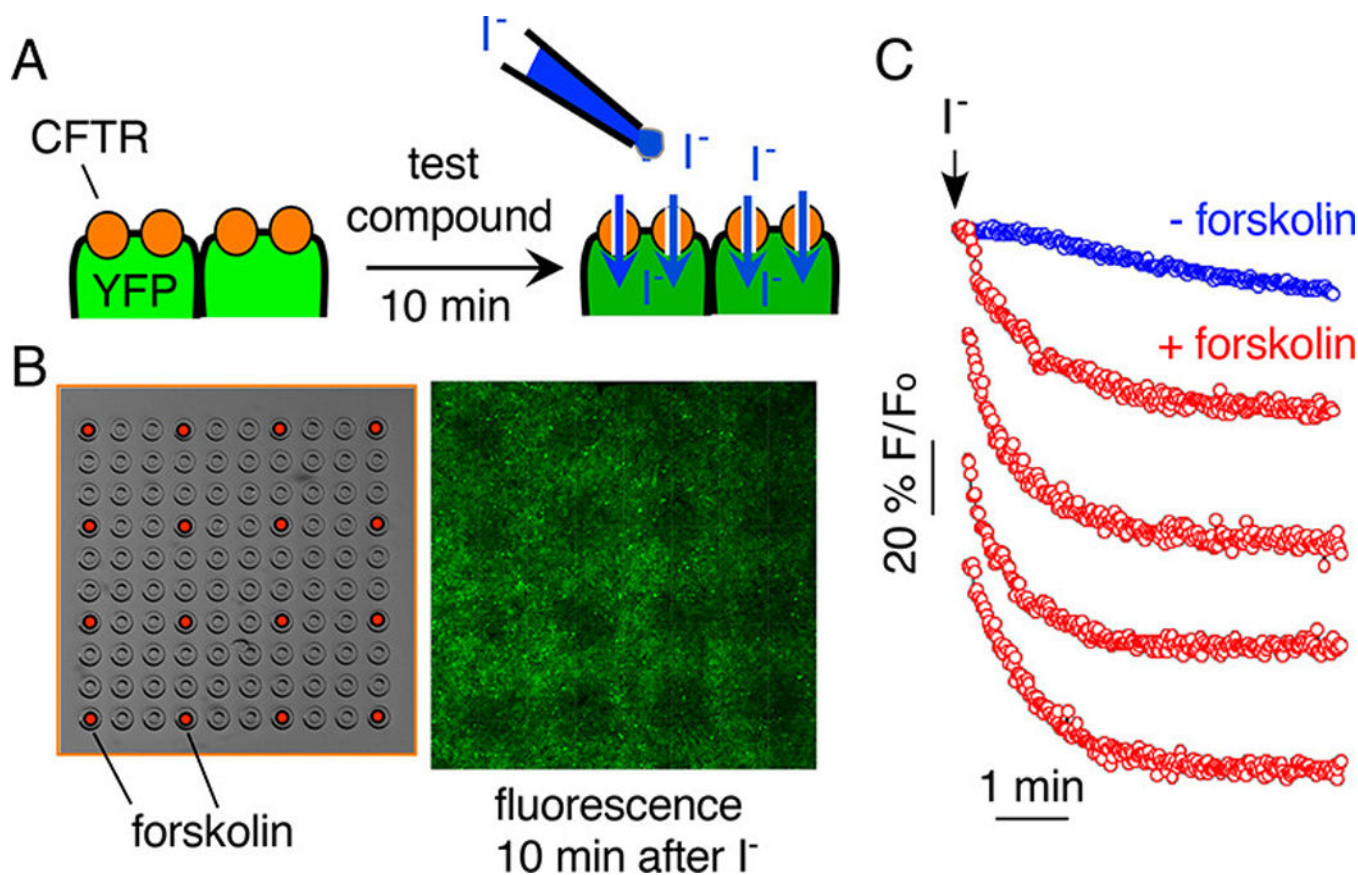 A
CFTR
YFP
test
compound
10 min
I⁻
I⁻
I⁻
I⁻
I⁻
I⁻
B
forskolin
fluorescence
10 min after I⁻
C
I⁻
- forskolin
+ forskolin
20 % F/Fo
1 min